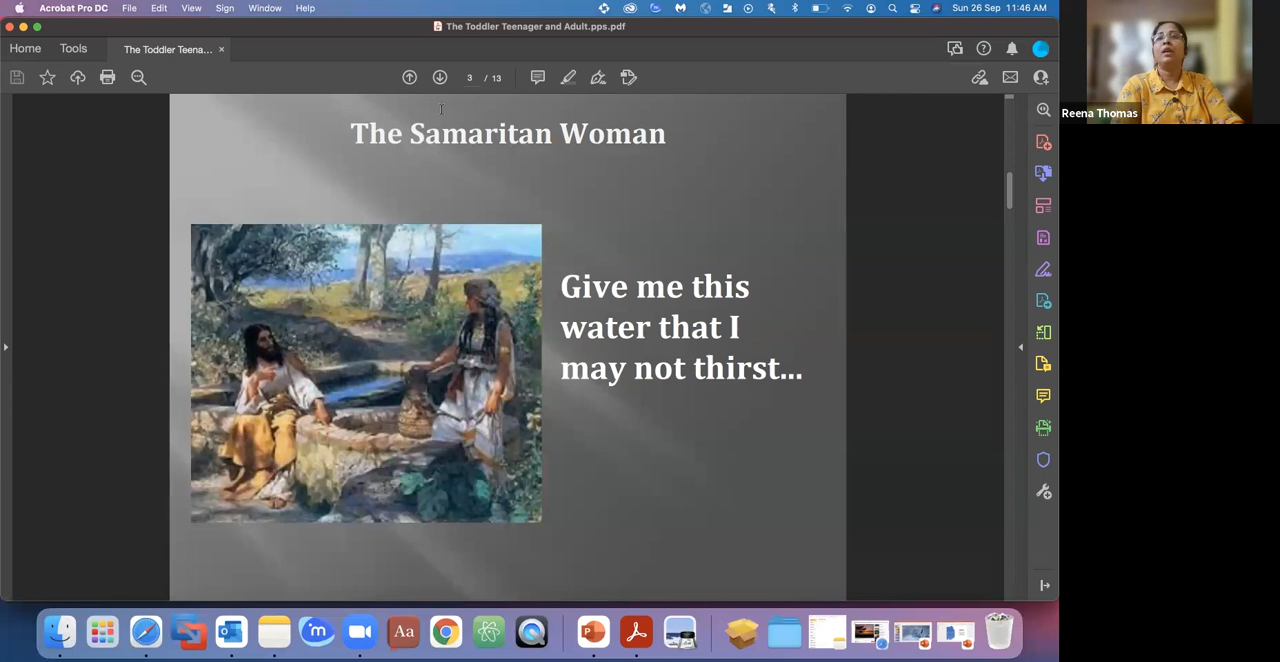 Acrobat Pro DC File Edit View Sign Window Help Sun 26 Sep 11:46 AM
The Toddler Teenager and Adult.pps.pdf
Home Tools The Toddler Teena... ×
3 / 13
Reena Thomas
The Samaritan Woman
Give me this
water that I
may not thirst...
Aa